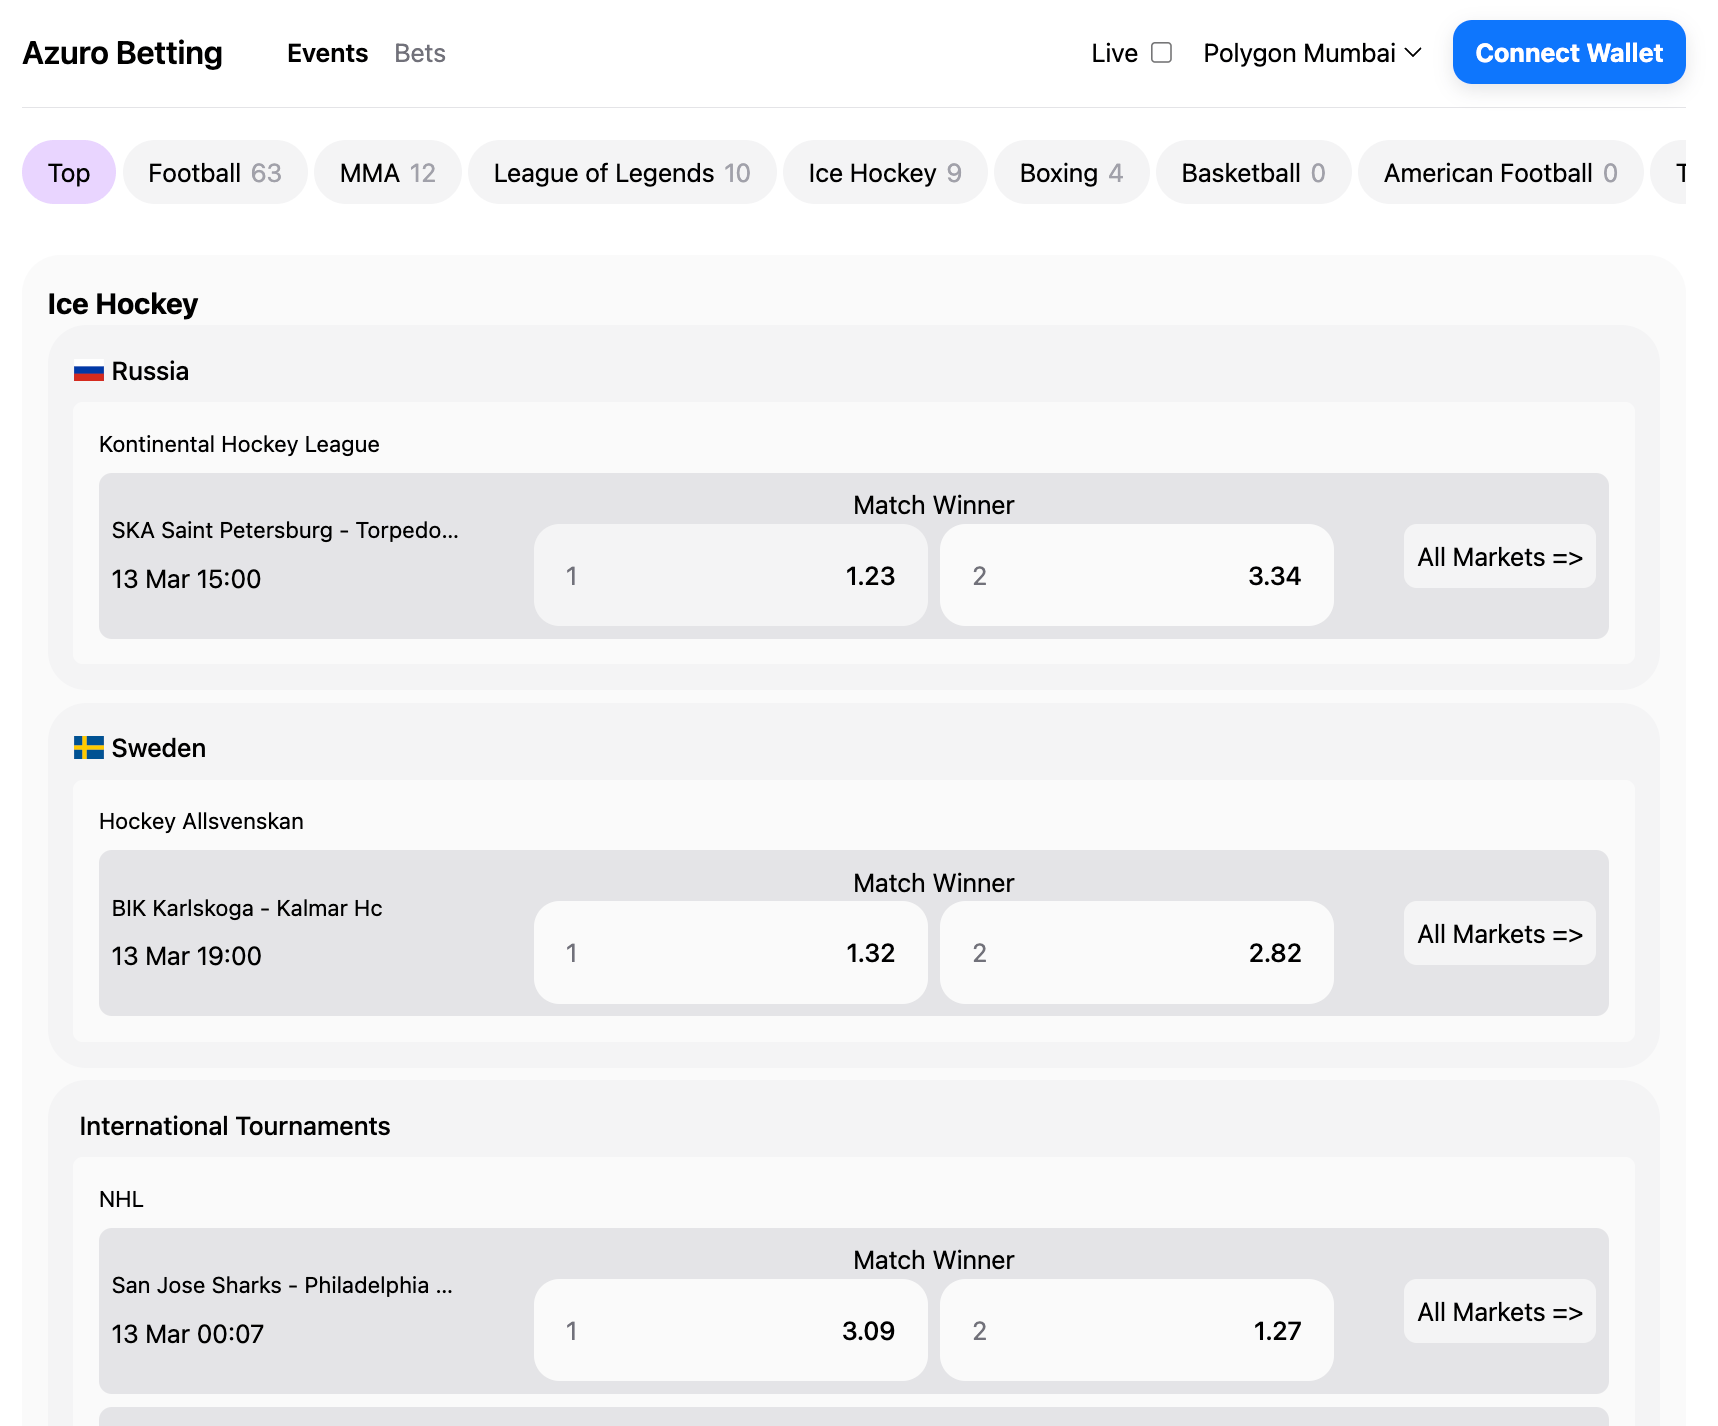 Azuro Betting Events Bets Live Polygon Mumbai Connect Wallet
Top Football 63 MMA 12 League of Legends 10 Ice Hockey 9 Boxing 4 Basketball 0 American Football 0
Ice Hockey
Russia
Kontinental Hockey League
Match Winner
SKA Saint Petersburg - Torpedo...
13 Mar 15:00
1 1.23 2 3.34
All Markets =>
Sweden
Hockey Allsvenskan
Match Winner
BIK Karlskoga - Kalmar Hc
13 Mar 19:00
1 1.32 2 2.82
All Markets =>
International Tournaments
NHL
Match Winner
San Jose Sharks - Philadelphia ...
13 Mar 00:07
1 3.09 2 1.27
All Markets =>